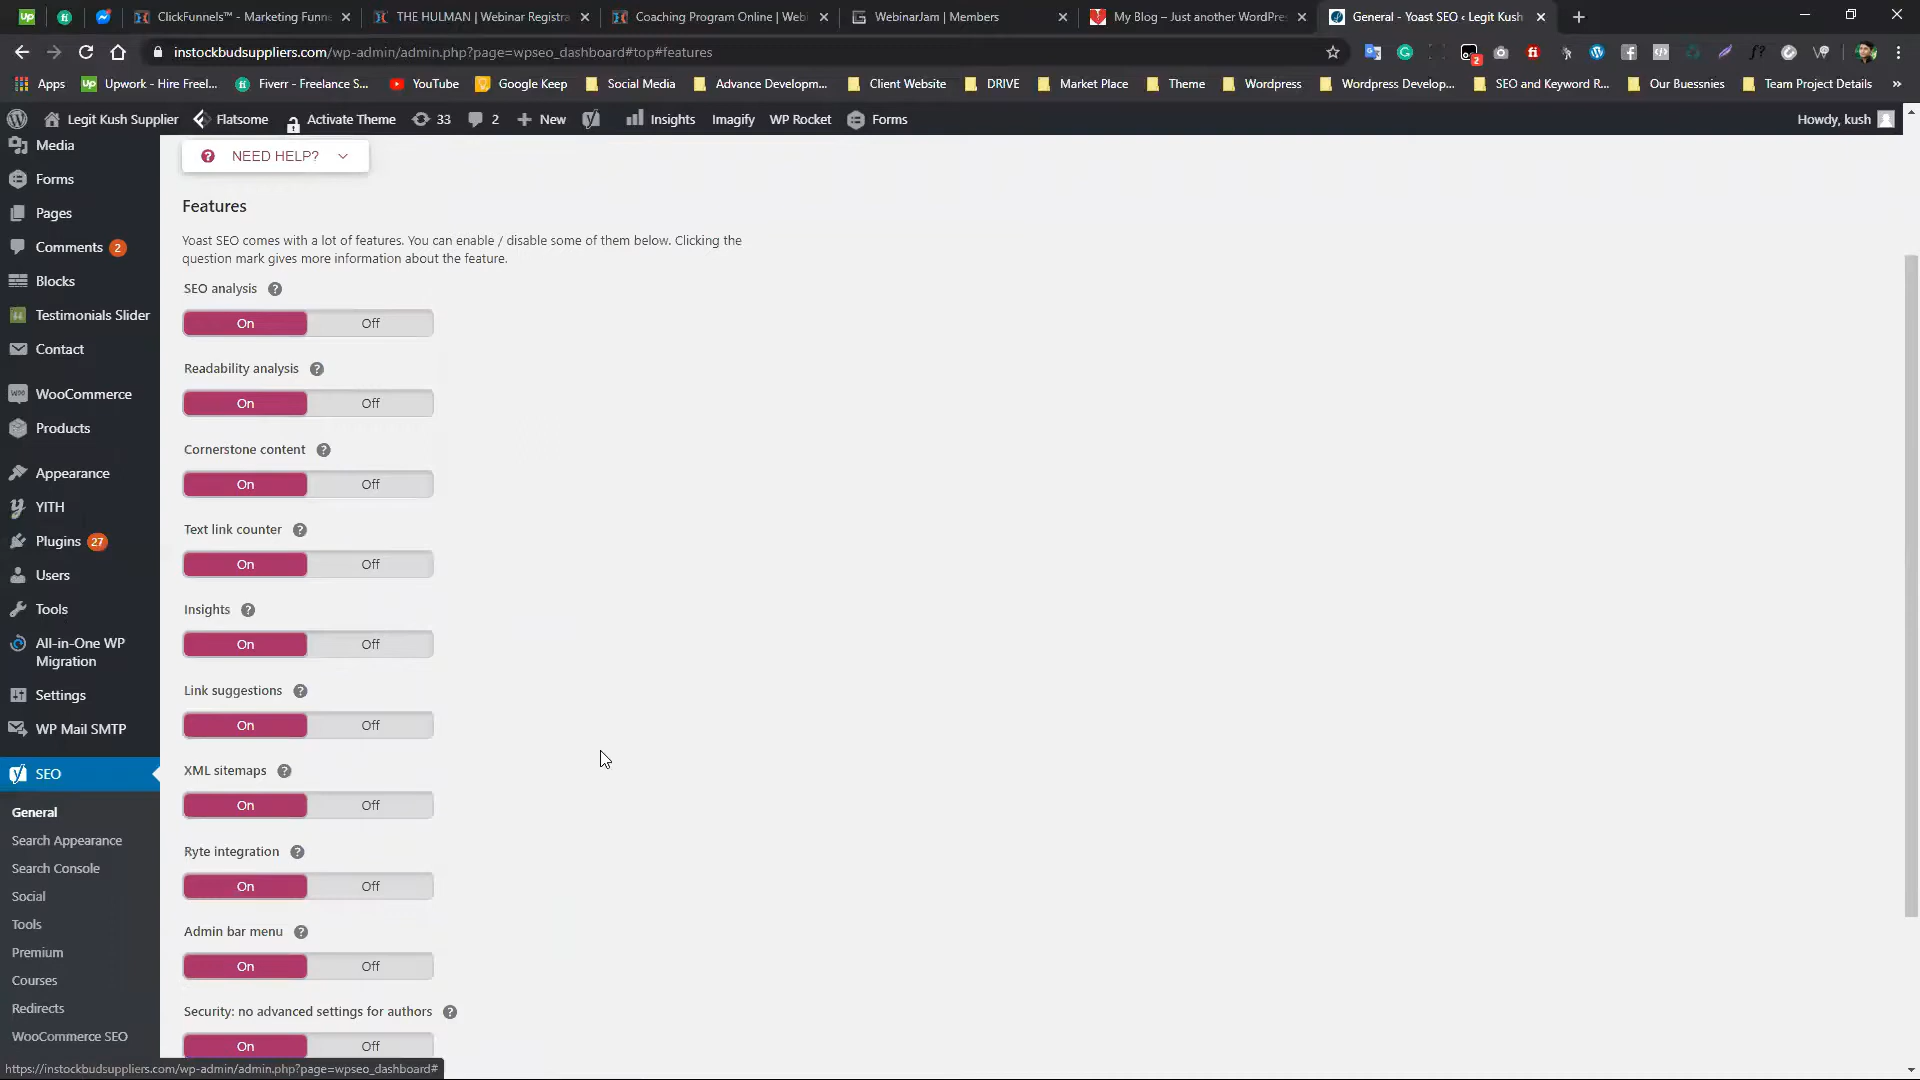 ClickFunnels™ - Marketing Funne
THE HULMAN | Webinar Registra
Coaching Program Online | Webi
WebinarJam | Members
My Blog – Just another WordPre
General - Yoast SEO ‹ Legit Kush
instockbudsuppliers.com/wp-admin/admin.php?page=wpseo_dashboard#top#features
2
Apps
Upwork - Hire Freel...
Fiverr - Freelance S...
YouTube
Google Keep
Social Media
Advance Developm...
Client Website
DRIVE
Market Place
Theme
Wordpress
Wordpress Develop...
SEO and Keyword R...
Our Buessnies
Team Project Details
»
Legit Kush Supplier
Flatsome
Activate Theme
33
2
New
Insights
Imagify
WP Rocket
Forms
Howdy, kush
Media
Forms
Pages
Comments 2
Blocks
Testimonials Slider
Contact
WooCommerce
Products
Appearance
YITH
Plugins 27
Users
Tools
All-in-One WP
Migration
Settings
WP Mail SMTP
SEO
General
Search Appearance
Search Console
Social
Tools
Premium
Courses
Redirects
WooCommerce SEO
NEED HELP?
Features
Yoast SEO comes with a lot of features. You can enable / disable some of them below. Clicking the
question mark gives more information about the feature.
SEO analysis
On Off
Readability analysis
On Off
Cornerstone content
On Off
Text link counter
On Off
Insights
On Off
Link suggestions
On Off
XML sitemaps
On Off
Ryte integration
On Off
Admin bar menu
On Off
Security: no advanced settings for authors
On Off
https://instockbudsuppliers.com/wp-admin/admin.php?page=wpseo_dashboard#